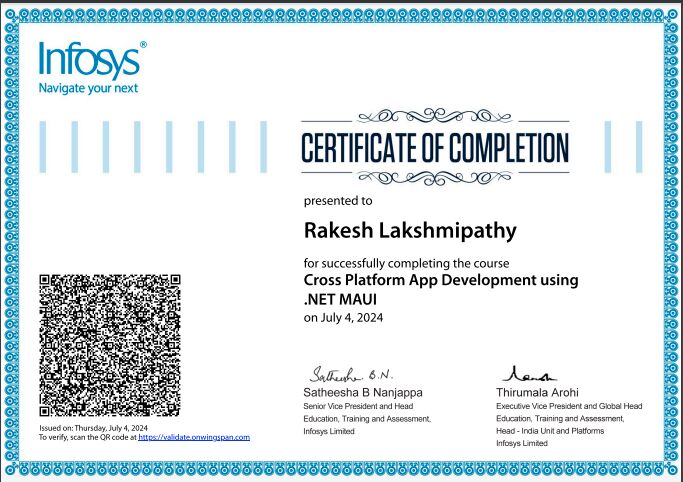 Infosys®
Navigate your next
CERTIFICATE OF COMPLETION
presented to
Rakesh Lakshmipathy
for successfully completing the course
Cross Platform App Development using
.NET MAUI
on July 4, 2024
Issued on: Thursday, July 4, 2024
To verify, scan the QR code at https://validate.onwingspan.com
Satheesha B.N.
Satheesha B Nanjappa
Senior Vice President and Head
Education, Training and Assessment,
Infosys Limited
Thirumala Arohi
Executive Vice President and Global Head
Education, Training and Assessment,
Head - India Unit and Platforms
Infosys Limited